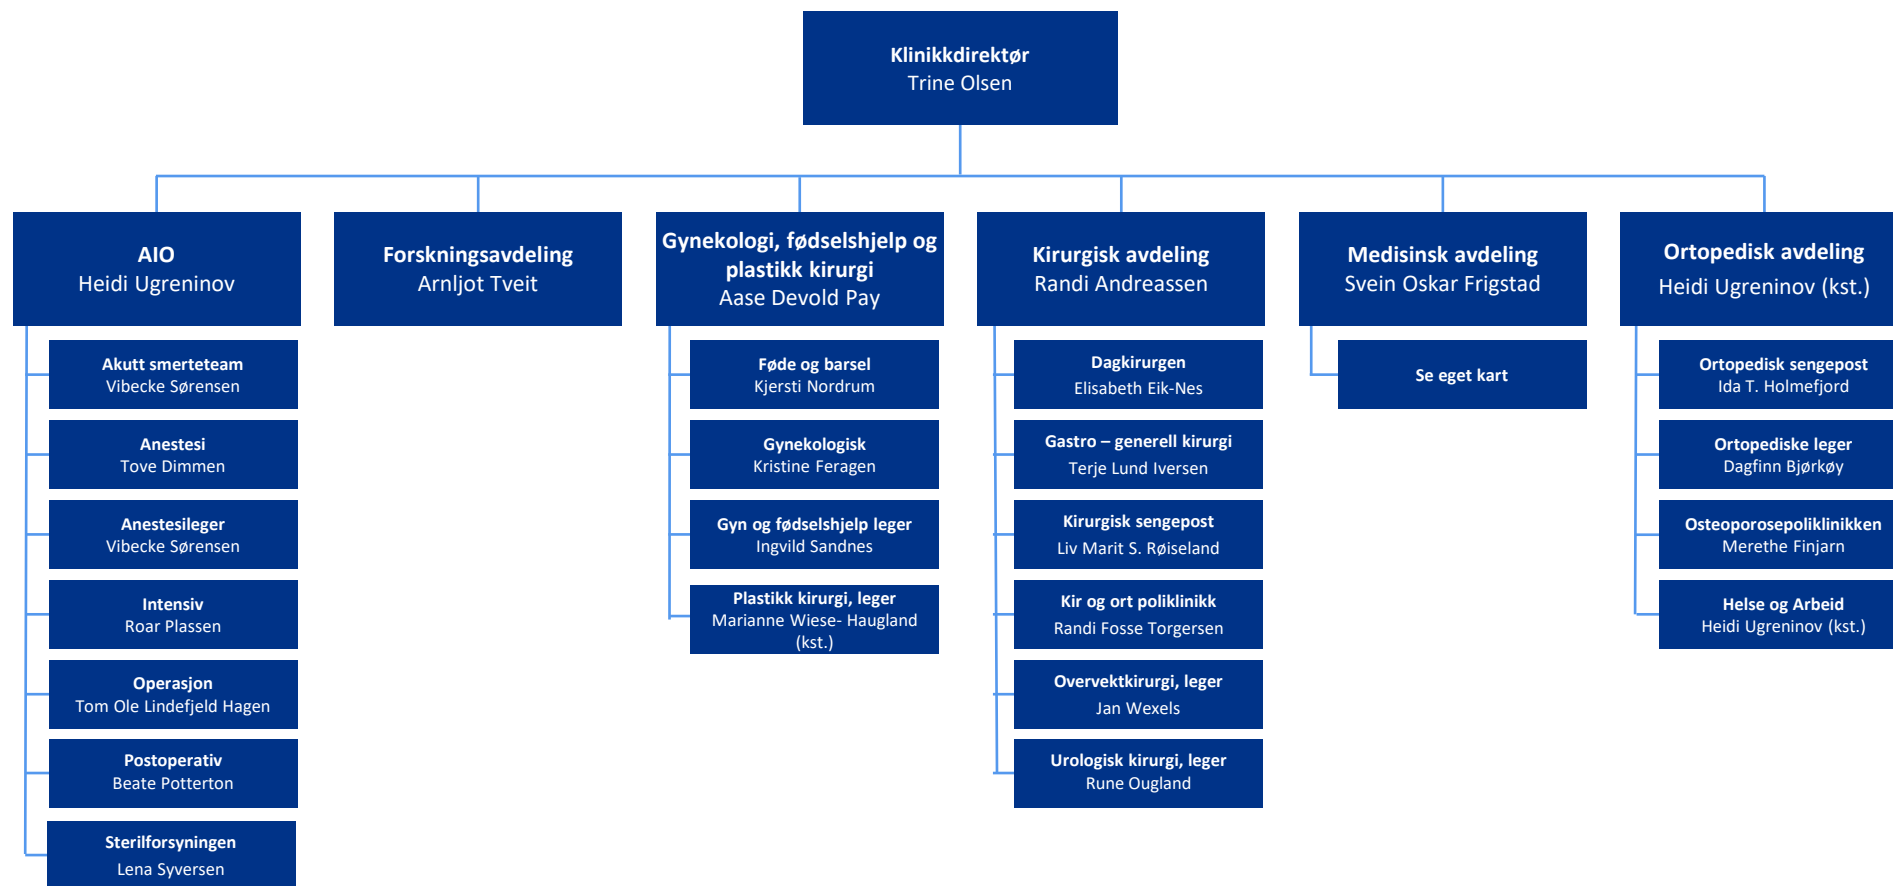 Klinikkdirektør
Trine Olsen
AIO
Heidi Ugreninov
Akutt smerteteam
Vibecke Sørensen
Anestesi
Tove Dimmen
Anestesileger
Vibecke Sørensen
Intensiv
Roar Plassen
Operasjon
Tom Ole Lindefjeld Hagen
Postoperativ
Beate Potterton
Sterilforsyningen
Lena Syversen
Forskningsavdeling
Arnljot Tveit
Gynekologi, fødselshjelp og
plastikk kirurgi
Aase Devold Pay
Føde og barsel
Kjersti Nordrum
Gynekologisk
Kristine Feragen
Gyn og fødselshjelp leger
Ingvild Sandnes
Plastikk kirurgi, leger
Marianne Wiese- Haugland
(kst.)
Kirurgisk avdeling
Randi Andreassen
Dagkirurgen
Elisabeth Eik-Nes
Gastro – generell kirurgi
Terje Lund Iversen
Kirurgisk sengepost
Liv Marit S. Røiseland
Kir og ort poliklinikk
Randi Fosse Torgersen
Overvektkirurgi, leger
Jan Wexels
Urologisk kirurgi, leger
Rune Ougland
Medisinsk avdeling
Svein Oskar Frigstad
Se eget kart
Ortopedisk avdeling
Heidi Ugreninov (kst.)
Ortopedisk sengepost
Ida T. Holmefjord
Ortopediske leger
Dagfinn Bjørkøy
Osteoporosepoliklinikken
Merethe Finjarn
Helse og Arbeid
Heidi Ugreninov (kst.)